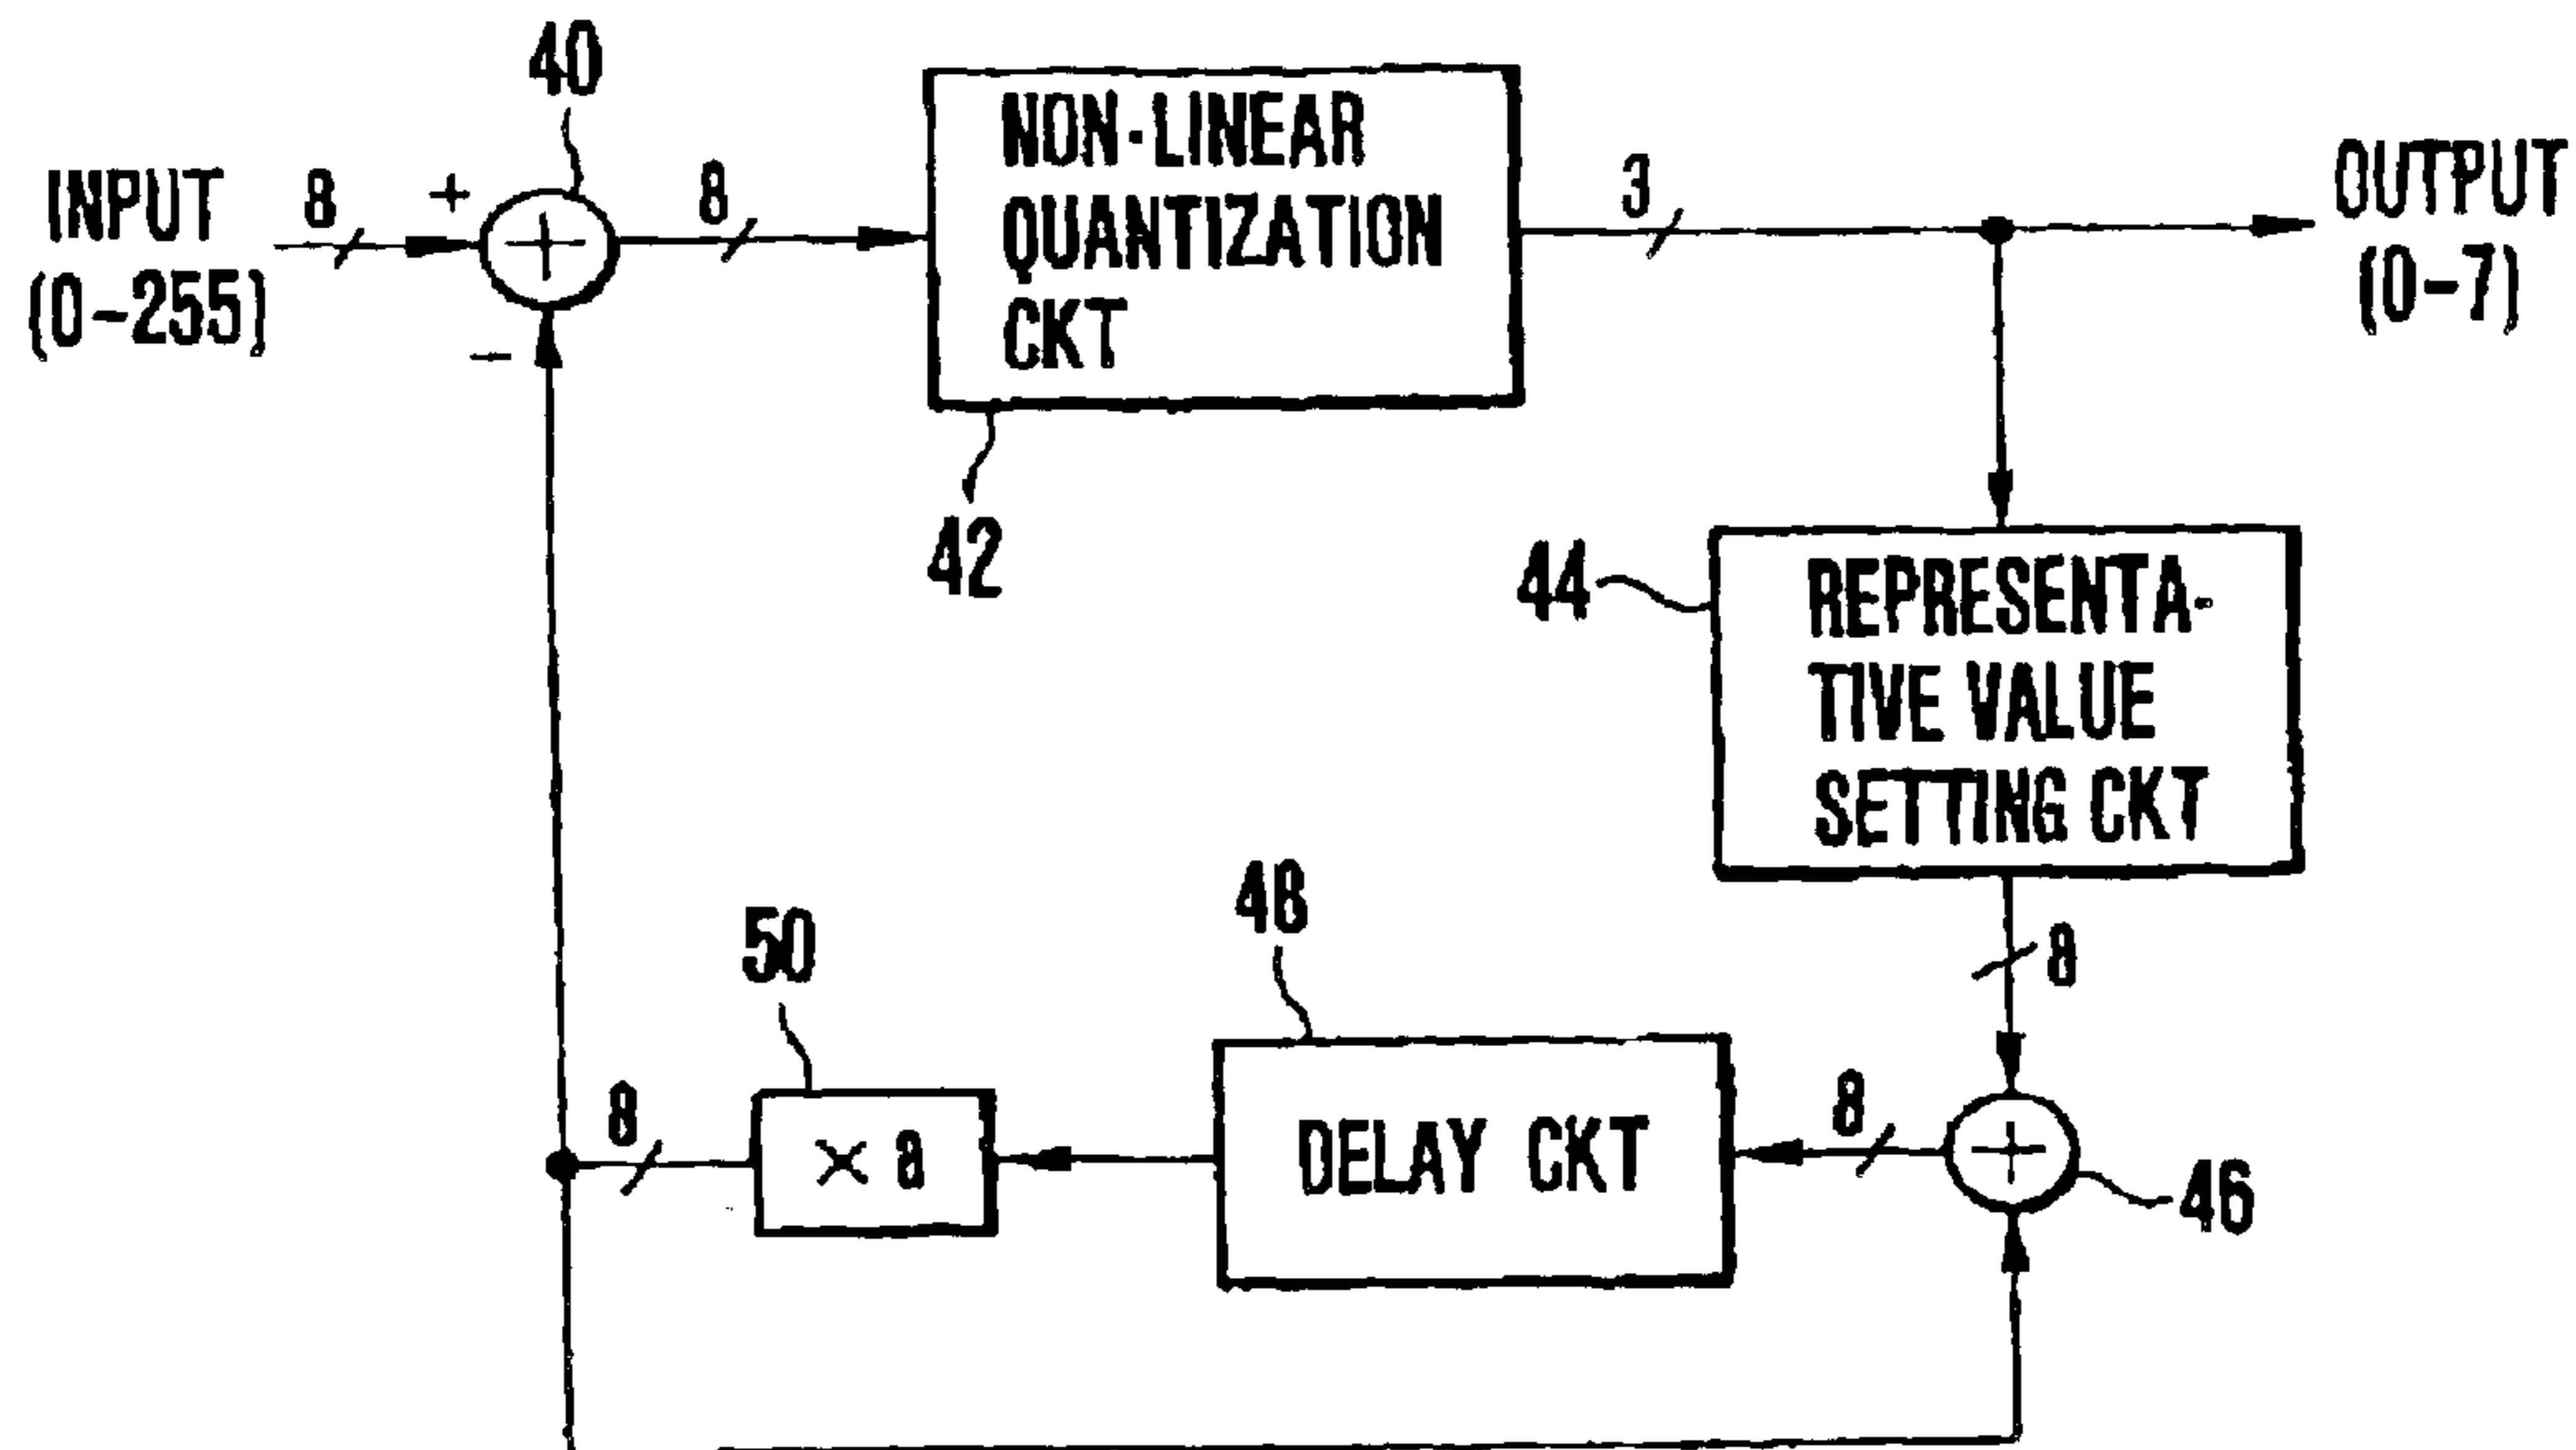 40
INPUT
(0-255)
8
+
-
+
8
NON-LINEAR
QUANTIZATION
CKT
42
3
OUTPUT
(0-7)
44
REPRESENTA-
TIVE VALUE
SETTING CKT
8
50
48
8
× a
DELAY CKT
8
+
46